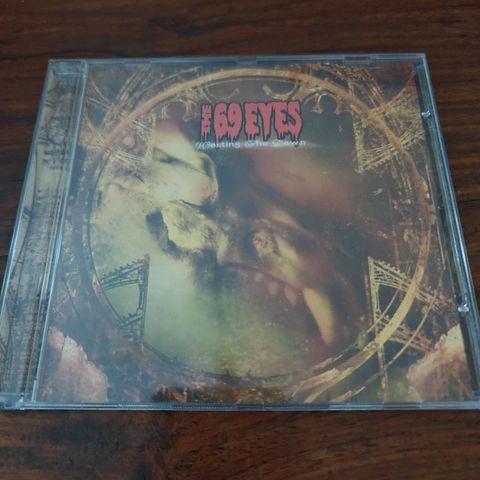 THE 69 EYES
Wasting The Dawn